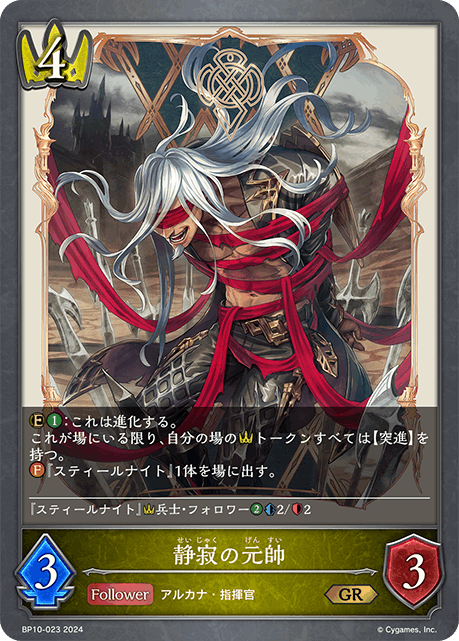 4
E 1:これは進化する。
これが場にいる限り、自分の場のトークンすべては【突進】を
持つ。
F 『スティールナイト』1体を場に出す。
『スティールナイト』兵士・フォロワー 2 2/2
せいじゃく げんすい
静寂の元帥
3 Follower アルカナ・指揮官 GR 3
BP10-023 2024 © Cygames, Inc.